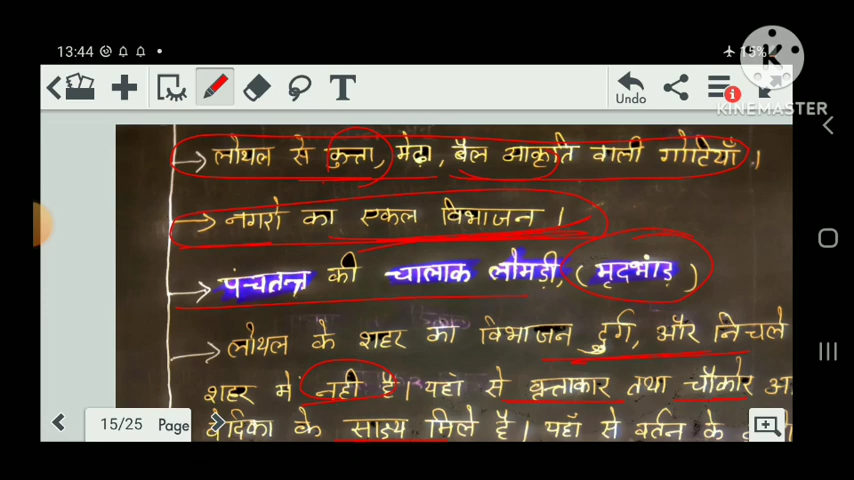 13:44
15%
Undo
KINEMASTER
→ लोथल से कुत्ता, मेढ़ा, बैल आकृति वाली गोटियाँ।
→ नगरो का एकल विभाजन।
→ पंचतन्त्र की चालाक लोमड़ी, (मृदभांड़)
→ लोथल के शहर का विभाजन दुर्ग, और निचले
शहर मे नही है। यहां से वृत्ताकार तथा चौकोर अ
वेदिका के साक्ष्य मिले है। यहाँ से बर्तन के
15/25 Page